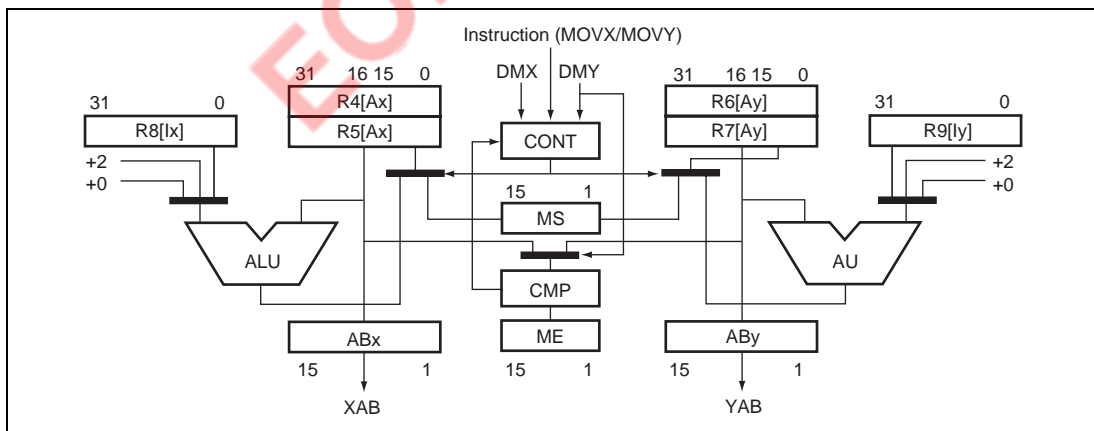 EO
Instruction (MOVX/MOVY)
DMX DMY
31 16 15 0
R4[Ax]
R5[Ax]
31 0
R8[Ix]
+2
+0
ALU
ABx
15 1
XAB
CONT
15 1
MS
CMP
ME
15 1
31 16 15 0
R6[Ay]
R7[Ay]
31 0
R9[Iy]
+2
+0
AU
ABy
15 1
YAB